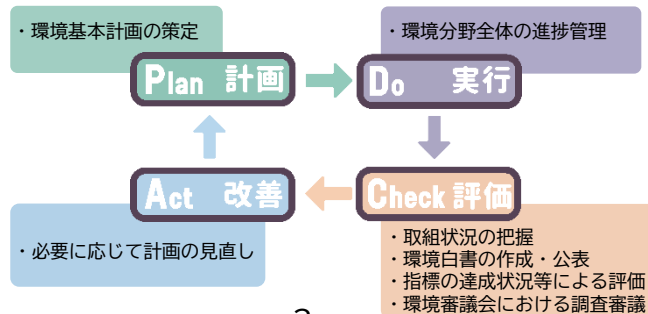 ・環境基本計画の策定
・環境分野全体の進捗管理
Plan 計画
Do 実行
Act 改善
Check 評価
・必要に応じて計画の見直し
・取組状況の把握
・環境白書の作成・公表
・指標の達成状況等による評価
・環境審議会における調査審議